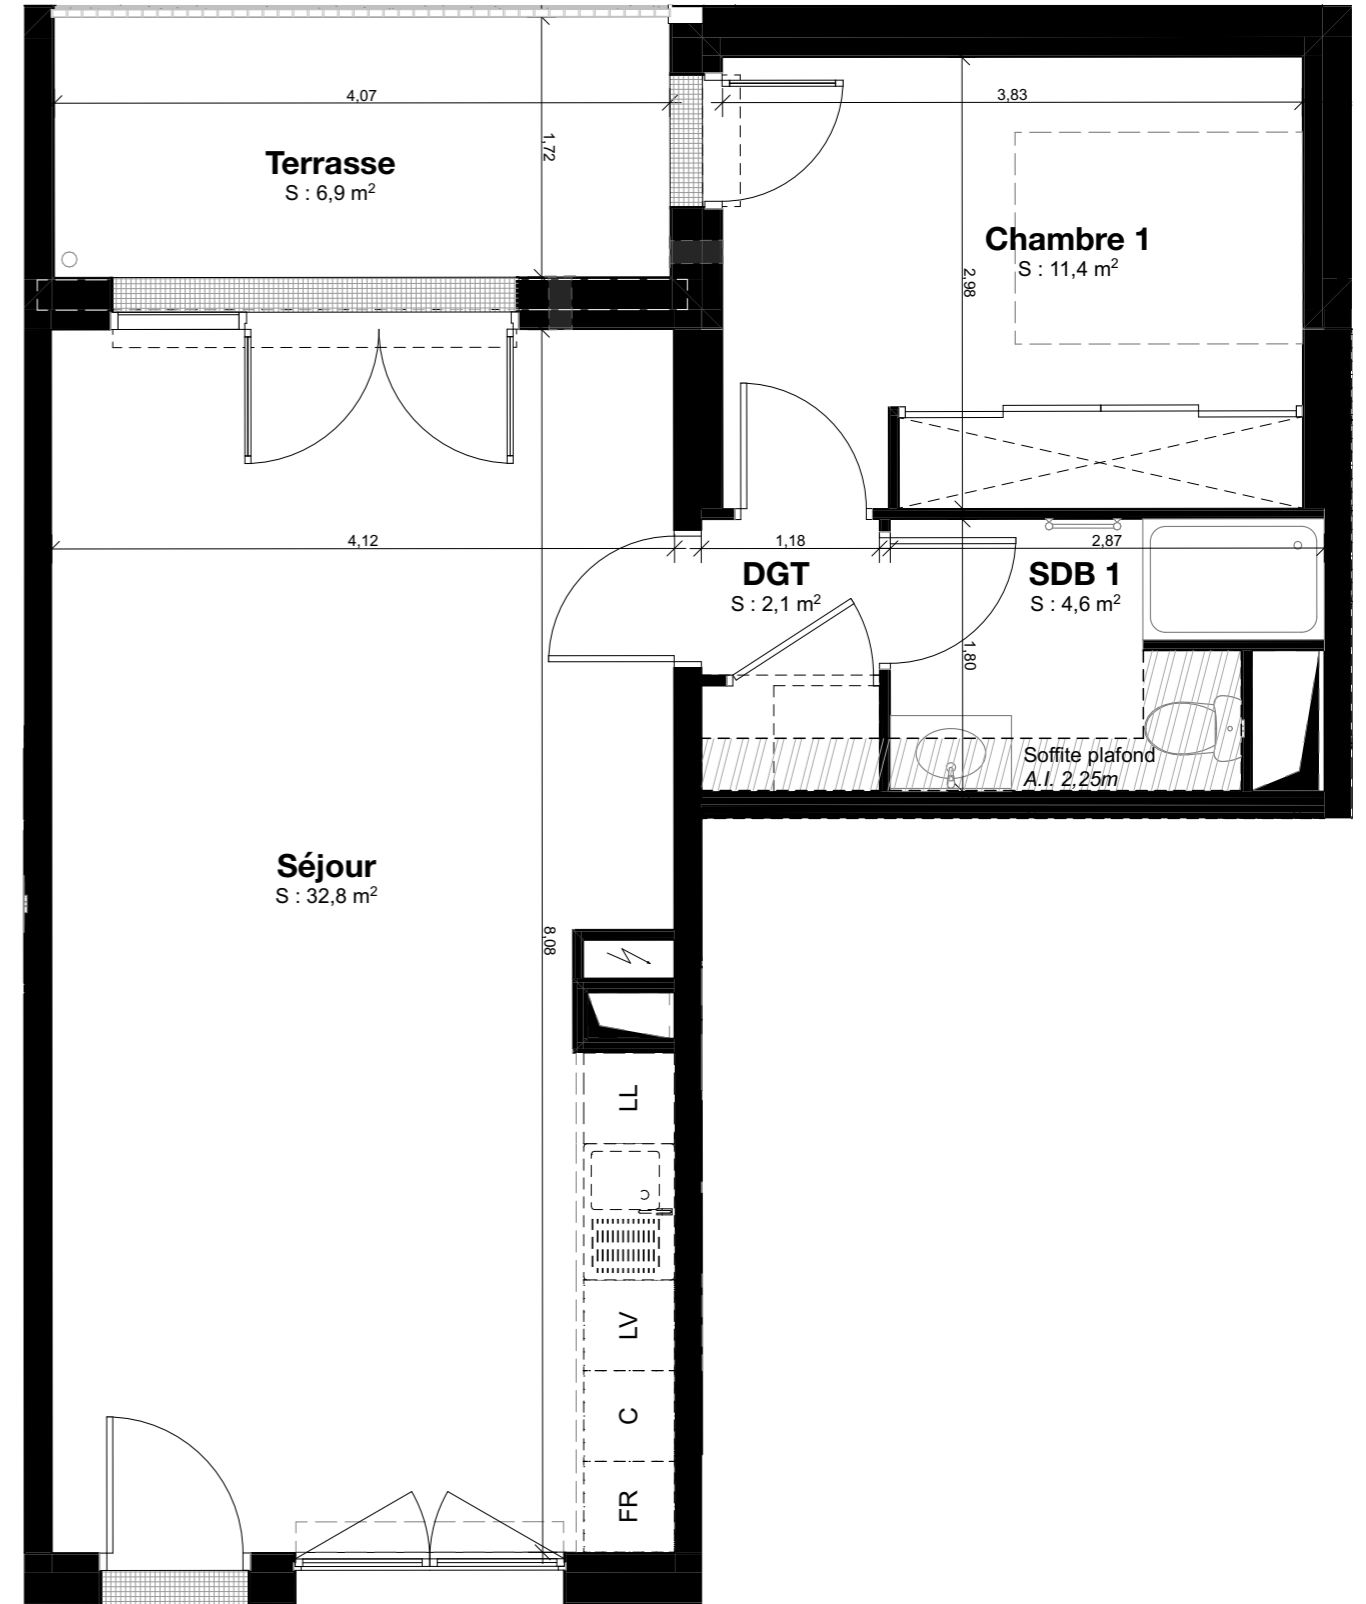 4,07
3,83
1,72
Terrasse
S : 6,9 m²
Chambre 1
S : 11,4 m²
2,98
4,12
1,18
2,87
DGT
S : 2,1 m²
SDB 1
S : 4,6 m²
1,80
Soffite plafond
A.I. 2,25m
Séjour
S : 32,8 m²
8,08
LL
LV
C
FR